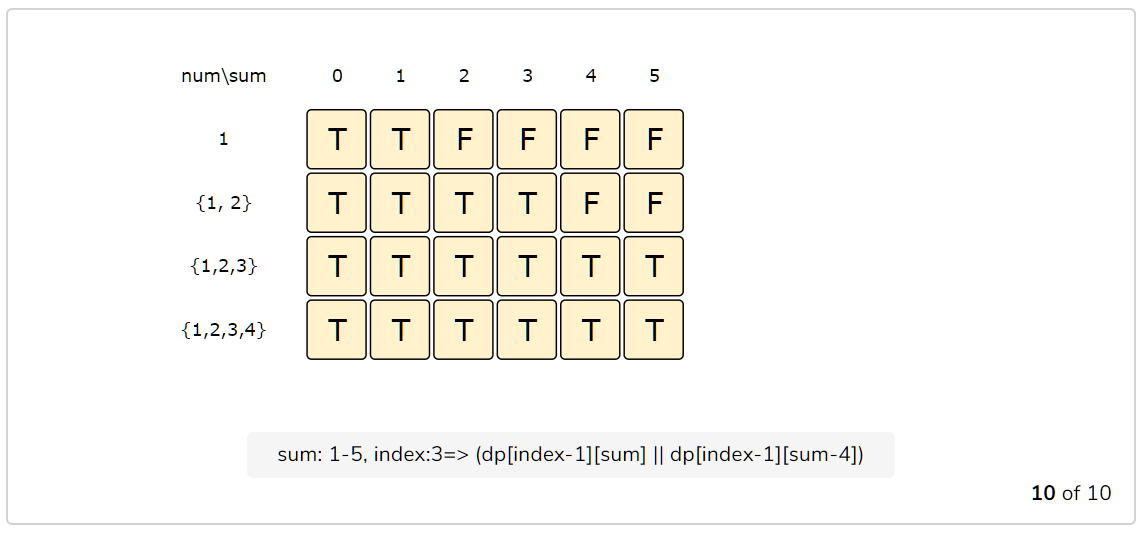 num\sum 0 1 2 3 4 5
1 T T F F F F
{1, 2} T T T T F F
{1,2,3} T T T T T T
{1,2,3,4} T T T T T T
sum: 1-5, index:3=> (dp[index-1][sum] || dp[index-1][sum-4])
10 of 10